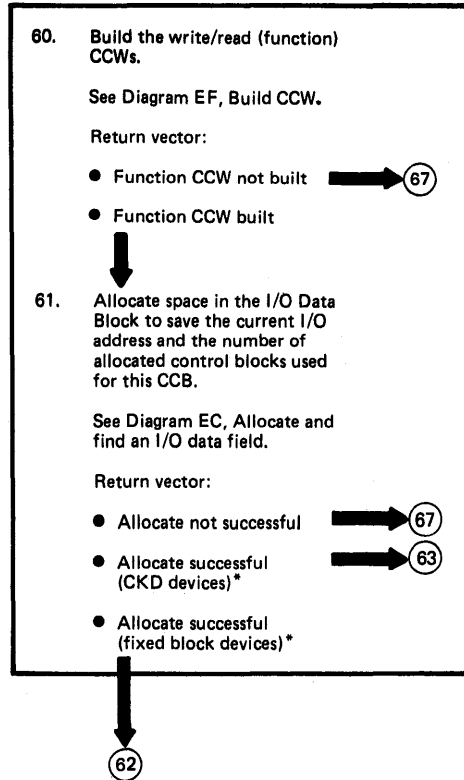 60. Build the write/read (function)
CCWs.
See Diagram EF, Build CCW.
Return vector:
● Function CCW not built 67
● Function CCW built
61. Allocate space in the I/O Data
Block to save the current I/O
address and the number of
allocated control blocks used
for this CCB.
See Diagram EC, Allocate and
find an I/O data field.
Return vector:
● Allocate not successful 67
● Allocate successful 63
(CKD devices)*
● Allocate successful
(fixed block devices)*
62